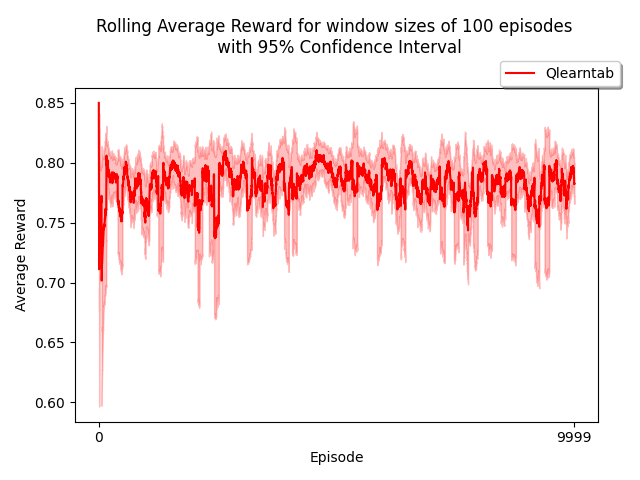 Rolling Average Reward for window sizes of 100 episodes
with 95% Confidence Interval
Qlearntab
0.85
0.80
0.75
0.70
0.65
0.60
Average Reward
0
9999
Episode